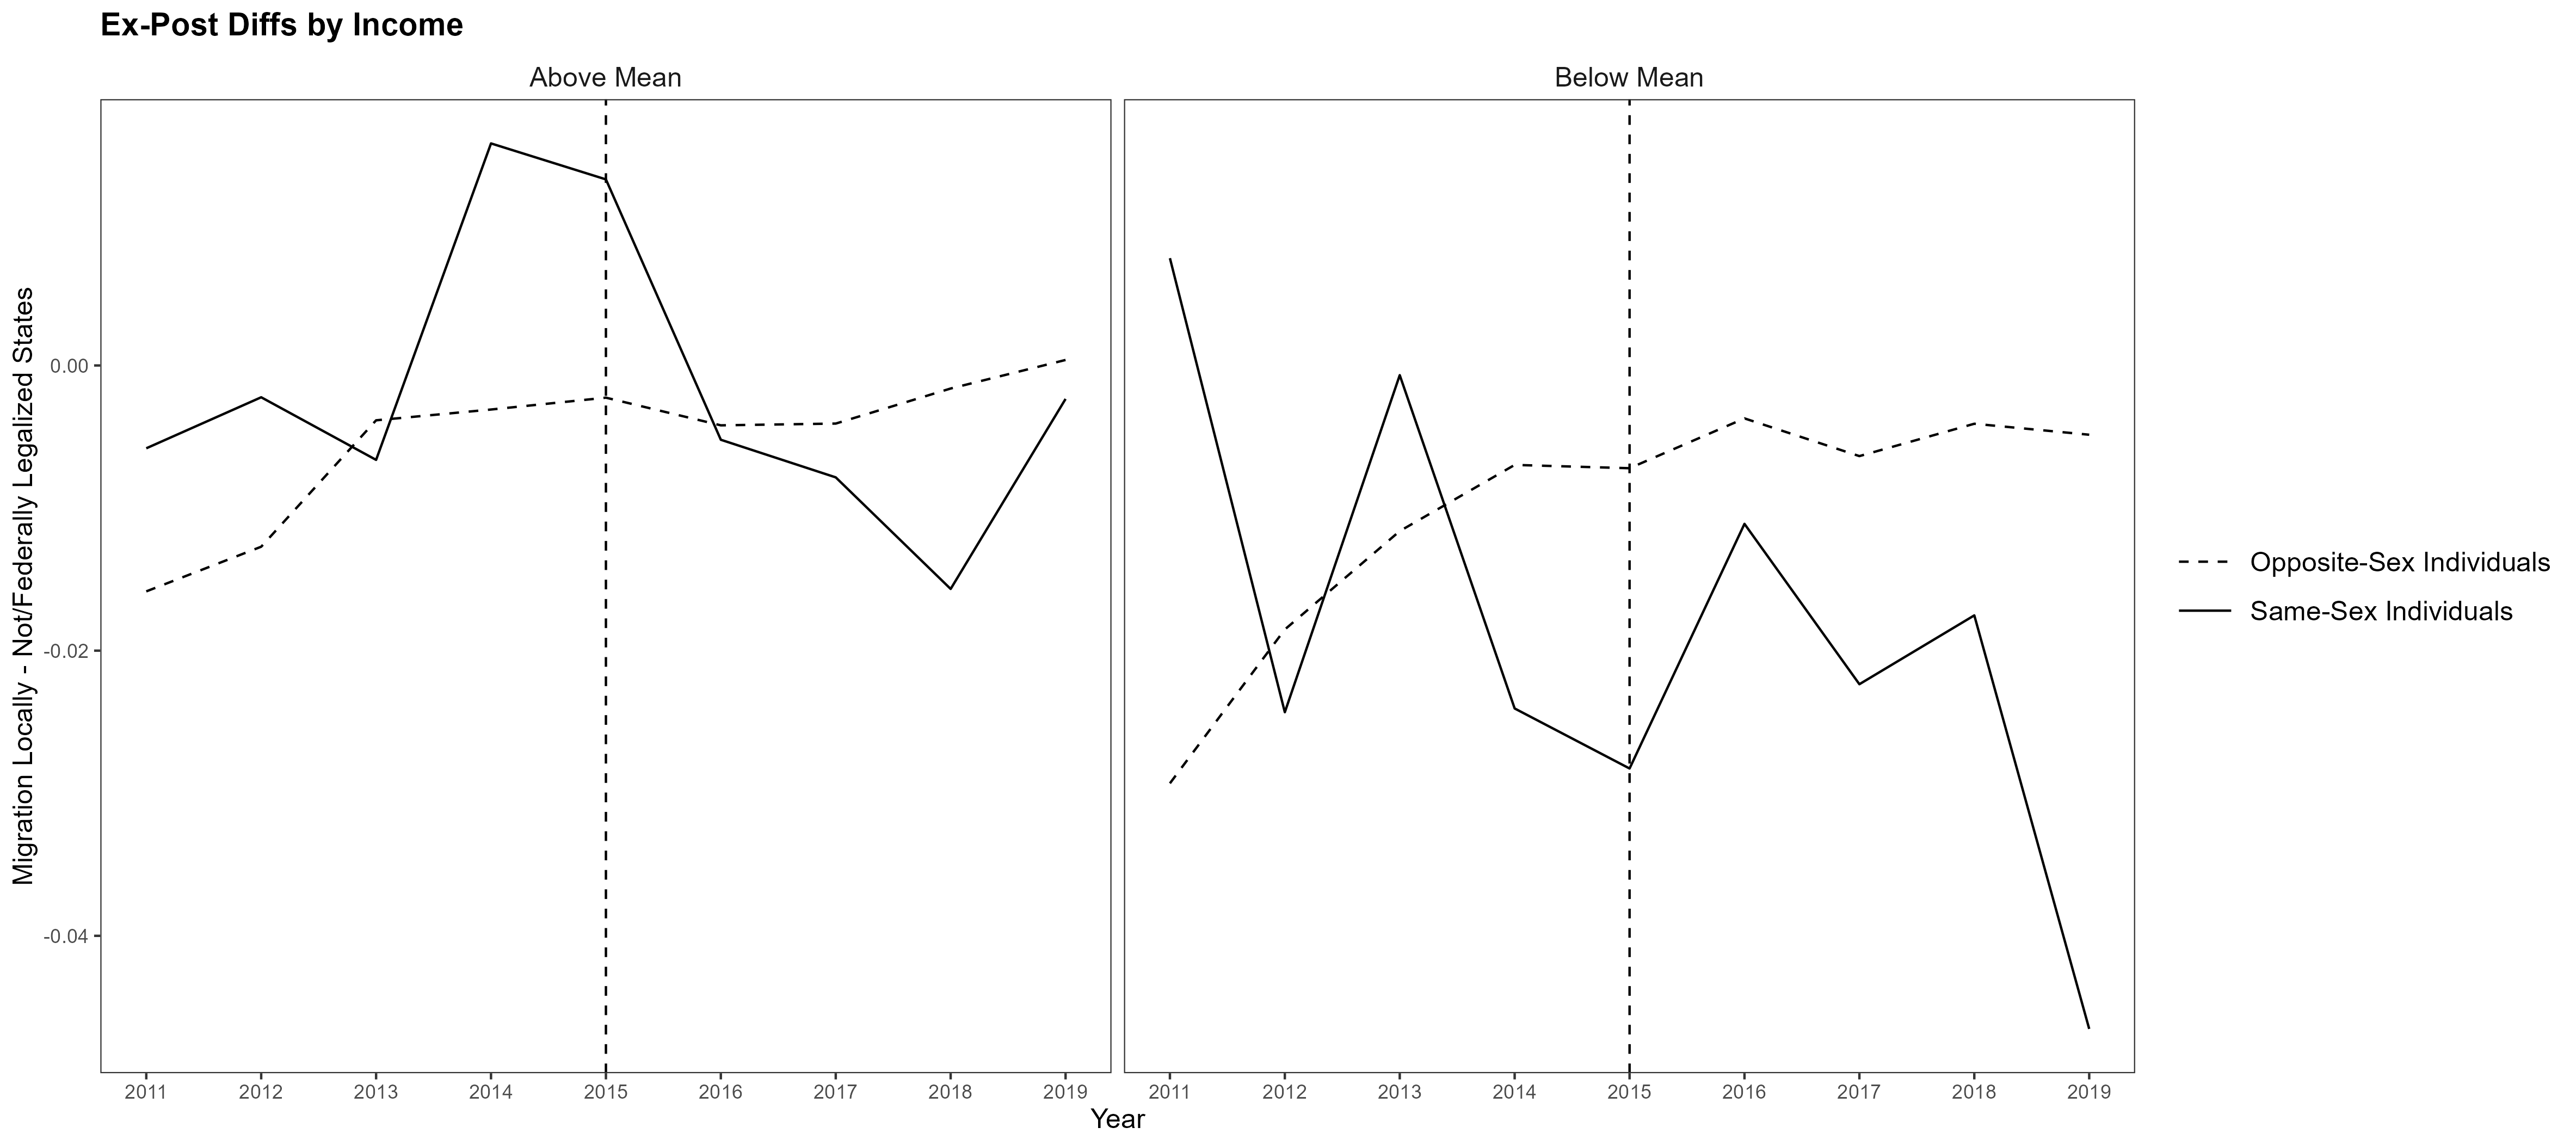 Ex-Post Diffs by Income
Above Mean
Below Mean
Migration Locally - Not/Federally Legalized States
0.00
-0.02
-0.04
2011 2012 2013 2014 2015 2016 2017 2018 2019
2011 2012 2013 2014 2015 2016 2017 2018 2019
Year
Opposite-Sex Individuals
Same-Sex Individuals